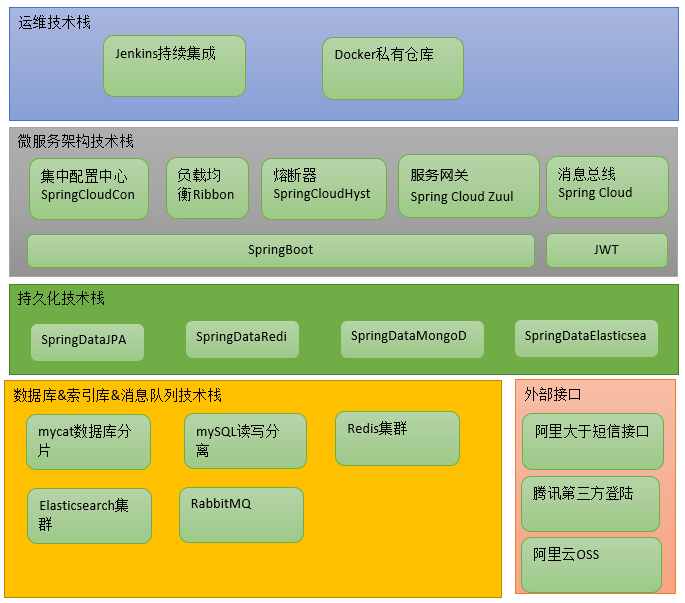 运维技术栈
Jenkins持续集成
Docker私有仓库
微服务架构技术栈
集中配置中心
SpringCloudCon
负载均
衡Ribbon
熔断器
SpringCloudHyst
服务网关
Spring Cloud Zuul
消息总线
Spring Cloud
SpringBoot
JWT
持久化技术栈
SpringDataJPA
SpringDataRedi
SpringDataMongoD
SpringDataElasticsea
数据库&索引库&消息队列技术栈
mycat数据库分
片
mySQL读写分
离
Redis集群
Elasticsearch集
群
RabbitMQ
外部接口
阿里大于短信接口
腾讯第三方登陆
阿里云OSS